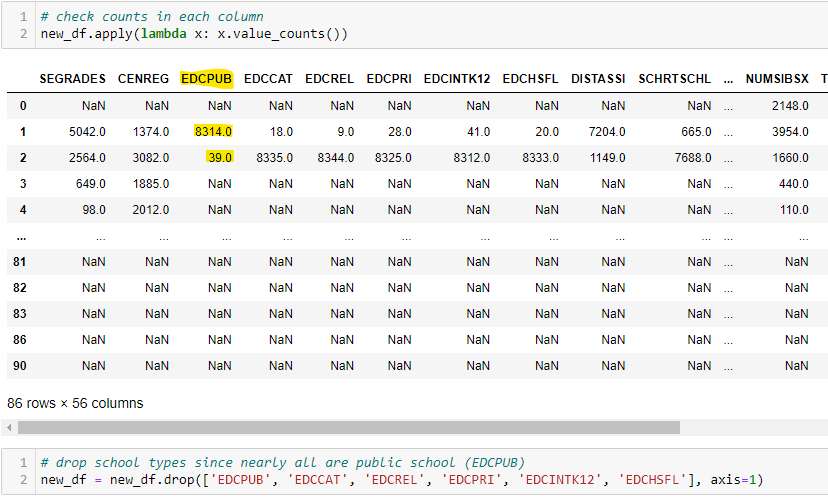 1 # check counts in each column
2 new_df.apply(lambda x: x.value_counts())
SEGRADES CENREG EDCPUB EDCCAT EDCREL EDCPRI EDCINTK12 EDCHSFL DISTASSI SCHRTSCHL ... NUMSIBSX T
0 NaN NaN NaN NaN NaN NaN NaN NaN NaN NaN ... 2148.0
1 5042.0 1374.0 8314.0 18.0 9.0 28.0 41.0 20.0 7204.0 665.0 ... 3954.0
2 2564.0 3082.0 39.0 8335.0 8344.0 8325.0 8312.0 8333.0 1149.0 7688.0 ... 1660.0
3 649.0 1885.0 NaN NaN NaN NaN NaN NaN NaN NaN ... 440.0
4 98.0 2012.0 NaN NaN NaN NaN NaN NaN NaN NaN ... 110.0
... ... ... ... ... ... ... ... ... ... ... ... ...
81 NaN NaN NaN NaN NaN NaN NaN NaN NaN NaN ... NaN
82 NaN NaN NaN NaN NaN NaN NaN NaN NaN NaN ... NaN
83 NaN NaN NaN NaN NaN NaN NaN NaN NaN NaN ... NaN
86 NaN NaN NaN NaN NaN NaN NaN NaN NaN NaN ... NaN
90 NaN NaN NaN NaN NaN NaN NaN NaN NaN NaN ... NaN
86 rows × 56 columns
1 # drop school types since nearly all are public school (EDCPUB)
2 new_df = new_df.drop(['EDCPUB', 'EDCCAT', 'EDCREL', 'EDCPRI', 'EDCINTK12', 'EDCHSFL'], axis=1)